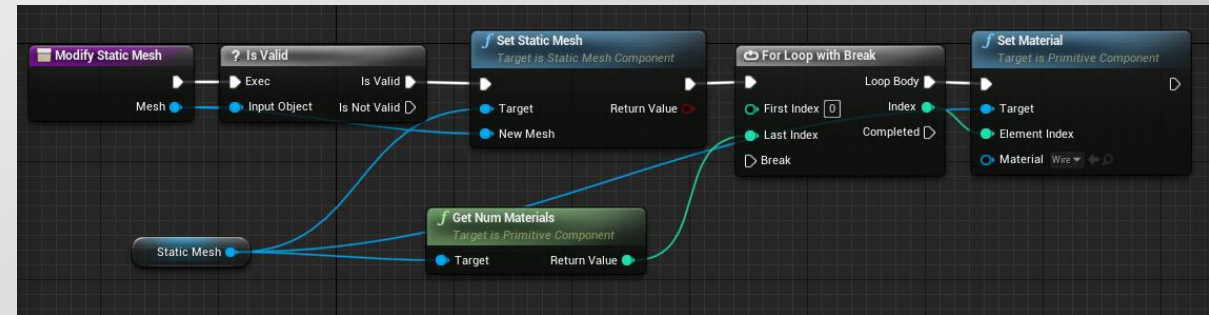 Modify Static Mesh
Mesh
? Is Valid
Exec
Is Valid
Input Object
Is Not Valid
f Set Static Mesh
Target is Static Mesh Component
Target
Return Value
New Mesh
For Loop with Break
Loop Body
First Index 0
Index
Last Index
Completed
Break
f Set Material
Target is Primitive Component
Target
Element Index
Material Wire
Static Mesh
f Get Num Materials
Target is Primitive Component
Target
Return Value